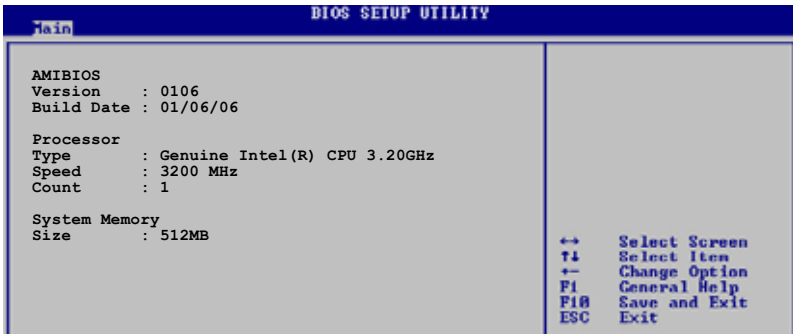 BIOS SETUP UTILITY
Main
AMIBIOS
Version : 0106
Build Date : 01/06/06
Processor
Type : Genuine Intel(R) CPU 3.20GHz
Speed : 3200 MHz
Count : 1
System Memory
Size : 512MB
↔ Select Screen
↑↓ Select Item
+- Change Option
F1 General Help
F10 Save and Exit
ESC Exit